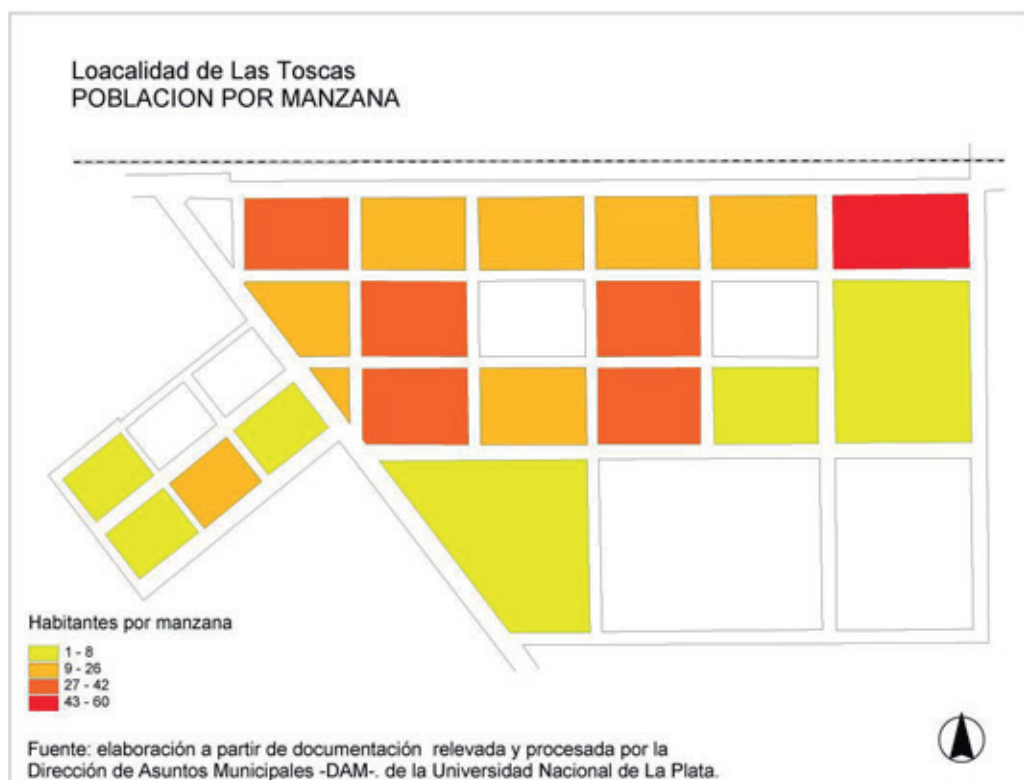 Loacalidad de Las Toscas
POBLACION POR MANZANA
Habitantes por manzana
1 - 8
9 - 26
27 - 42
43 - 60
Fuente: elaboración a partir de documentación relevada y procesada por la
Dirección de Asuntos Municipales -DAM-. de la Universidad Nacional de La Plata.